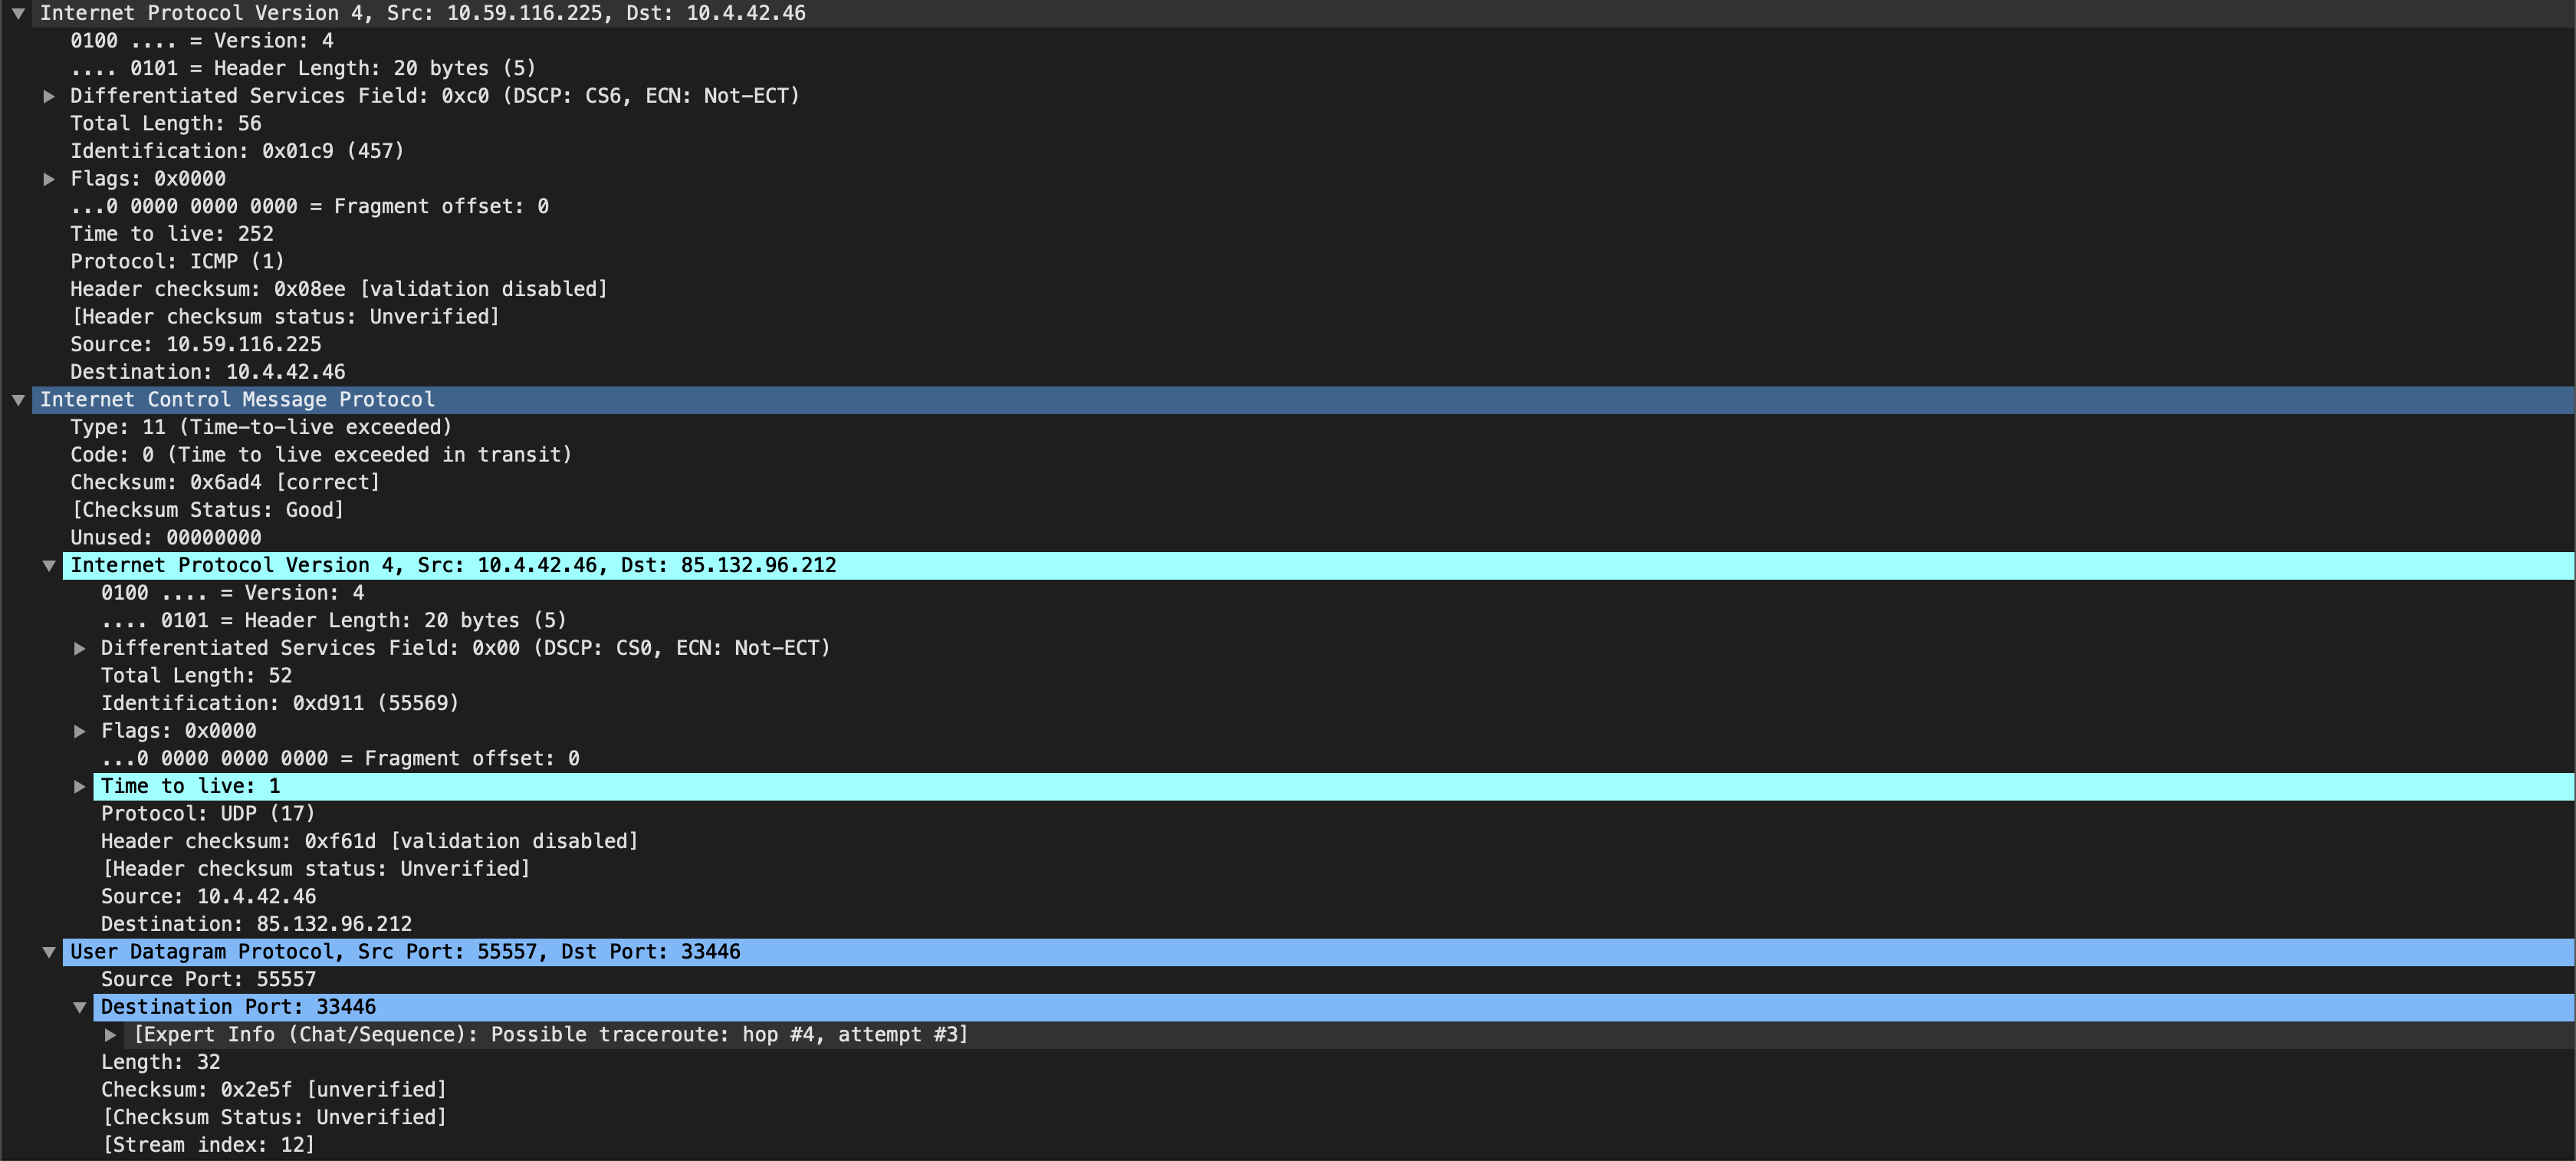 Internet Protocol Version 4, Src: 10.59.116.225, Dst: 10.4.42.46
0100 .... = Version: 4
.... 0101 = Header Length: 20 bytes (5)
Differentiated Services Field: 0xc0 (DSCP: CS6, ECN: Not-ECT)
Total Length: 56
Identification: 0x01c9 (457)
Flags: 0x0000
...0 0000 0000 0000 = Fragment offset: 0
Time to live: 252
Protocol: ICMP (1)
Header checksum: 0x08ee [validation disabled]
[Header checksum status: Unverified]
Source: 10.59.116.225
Destination: 10.4.42.46
Internet Control Message Protocol
Type: 11 (Time-to-live exceeded)
Code: 0 (Time to live exceeded in transit)
Checksum: 0x6ad4 [correct]
[Checksum Status: Good]
Unused: 00000000
Internet Protocol Version 4, Src: 10.4.42.46, Dst: 85.132.96.212
0100 .... = Version: 4
.... 0101 = Header Length: 20 bytes (5)
Differentiated Services Field: 0x00 (DSCP: CS0, ECN: Not-ECT)
Total Length: 52
Identification: 0xd911 (55569)
Flags: 0x0000
...0 0000 0000 0000 = Fragment offset: 0
Time to live: 1
Protocol: UDP (17)
Header checksum: 0xf61d [validation disabled]
[Header checksum status: Unverified]
Source: 10.4.42.46
Destination: 85.132.96.212
User Datagram Protocol, Src Port: 55557, Dst Port: 33446
Source Port: 55557
Destination Port: 33446
[Expert Info (Chat/Sequence): Possible traceroute: hop #4, attempt #3]
Length: 32
Checksum: 0x2e5f [unverified]
[Checksum Status: Unverified]
[Stream index: 12]